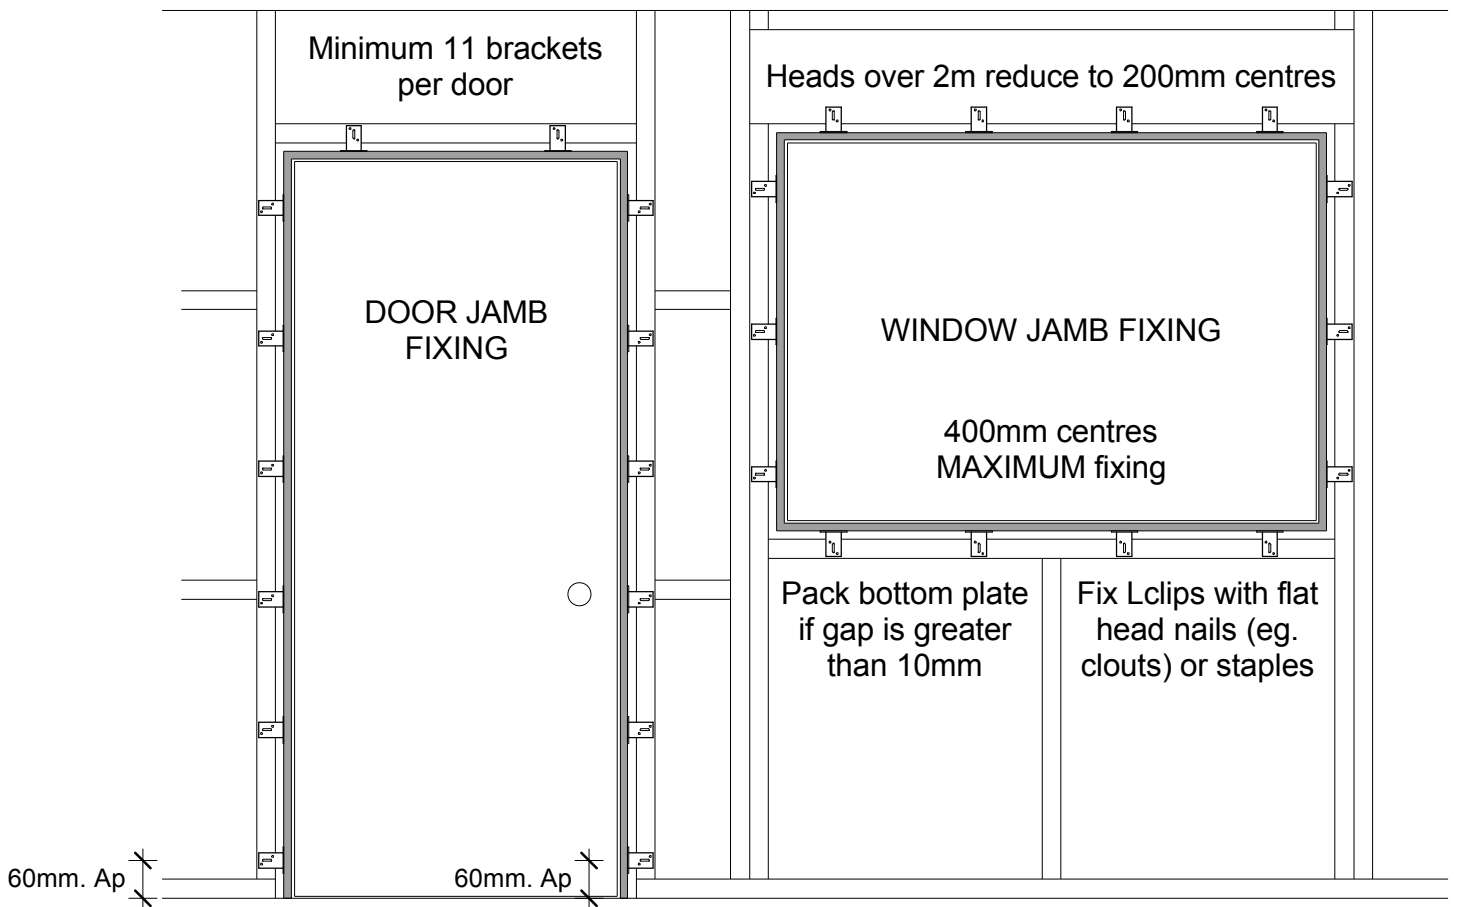 Minimum 11 brackets
per door
Heads over 2m reduce to 200mm centres
DOOR JAMB
FIXING
WINDOW JAMB FIXING
400mm centres
MAXIMUM fixing
Pack bottom plate
if gap is greater
than 10mm
Fix Lclips with flat
head nails (eg.
clouts) or staples
60mm. Ap
60mm. Ap